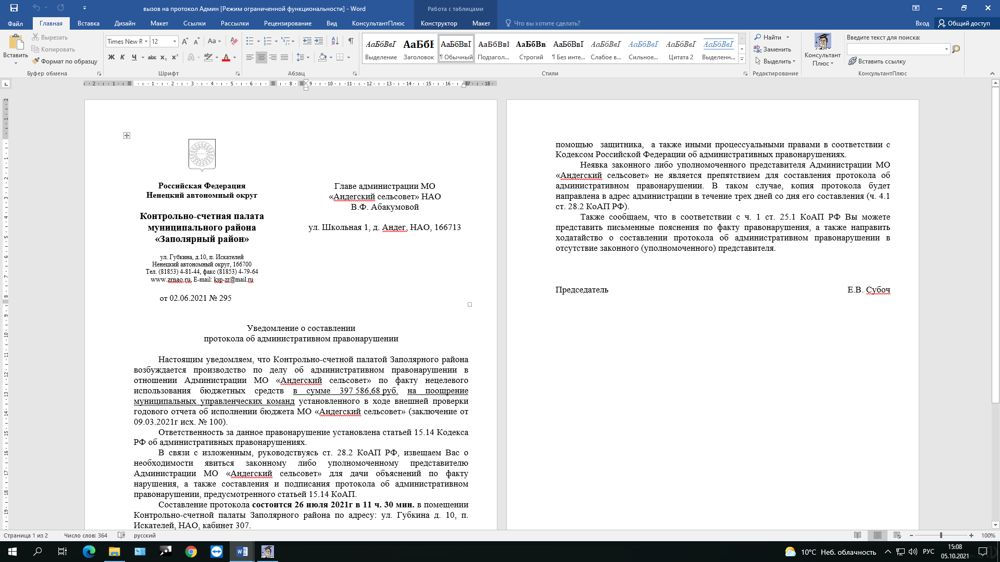 вызов на протокол Админ [Режим ограниченной функциональности] - Word
Работа с таблицами
Файл
Главная
Вставка
Дизайн
Макет
Ссылки
Рассылки
Рецензирование
Вид
КонсультантПлюс
Конструктор
Макет
Что вы хотите сделать?
Вход
Общий доступ
Вставить
Вырезать
Копировать
Формат по образцу
Буфер обмена
Times New R
12
Шрифт
Абзац
АаБбВвI
Выделение
АаБбI
Заголовок
АаБбВвI
¶ Обычный
АаБбВвI
Подзагол...
АаБбВв
Строгий
АаБбВвI
¶ Без инте...
АаБбВвI
Слабое в...
АаБбВвI
Сильное...
АаБбВвI
Цитата 2
АаБбВвI
Выделенн...
Стили
Найти
Заменить
Выделить
Редактирование
Консультант
Плюс
Введите текст для поиска:
Вставить ссылку
КонсультантПлюс
Российская Федерация
Ненецкий автономный округ
Контрольно-счетная палата
муниципального района
«Заполярный район»
ул. Губкина, д.10, п. Искателей
Ненецкий автономный округ, 166700
Тел. (81853) 4-81-44, факс (81853) 4-79-64
www.zrnao.ru, E-mail: ksp-zr@mail.ru
от 02.06.2021 № 295
Главе администрации МО
«Андегский сельсовет» НАО
В.Ф. Абакумовой
ул. Школьная 1, д. Андег, НАО, 166713
Уведомление о составлении
протокола об административном правонарушении
Настоящим уведомляем, что Контрольно-счетной палатой Заполярного района
возбуждается производство по делу об административном правонарушении в
отношении Администрации МО «Андегский сельсовет» по факту нецелевого
использования бюджетных средств в сумме 397 586,68 руб. на поощрение
муниципальных управленческих команд установленного в ходе внешней проверки
годового отчета об исполнении бюджета МО «Андегский сельсовет» (заключение от
09.03.2021г исх. № 100).
Ответственность за данное правонарушение установлена статьей 15.14 Кодекса
РФ об административных правонарушениях.
В связи с изложенным, руководствуясь ст. 28.2 КоАП РФ, извещаем Вас о
необходимости явиться законному либо уполномоченному представителю
Администрации МО «Андегский сельсовет» для дачи объяснений по факту
нарушения, а также составления и подписания протокола об административном
правонарушении, предусмотренного статьей 15.14 КоАП.
Составление протокола состоится 26 июля 2021г в 11 ч. 30 мин. в помещении
Контрольно-счетной палаты Заполярного района по адресу: ул. Губкина д. 10, п.
Искателей, НАО, кабинет 307.
помощью защитника, а также иными процессуальными правами в соответствии с
Кодексом Российской Федерации об административных правонарушениях.
Неявка законного либо уполномоченного представителя Администрации МО
«Андегский сельсовет» не является препятствием для составления протокола об
административном правонарушении. В таком случае, копия протокола будет
направлена в адрес администрации в течение трех дней со дня его составления (ч. 4.1
ст. 28.2 КоАП РФ).
Также сообщаем, что в соответствии с ч. 1 ст. 25.1 КоАП РФ Вы можете
представить письменные пояснения по факту правонарушения, а также направить
ходатайство о составлении протокола об административном правонарушении в
отсутствие законного (уполномоченного) представителя.
Председатель Е.В. Субоч
Страница 1 из 2
Число слов: 364
русский
100%
10°C Неб. облачность
РУС
15:08
05.10.2021